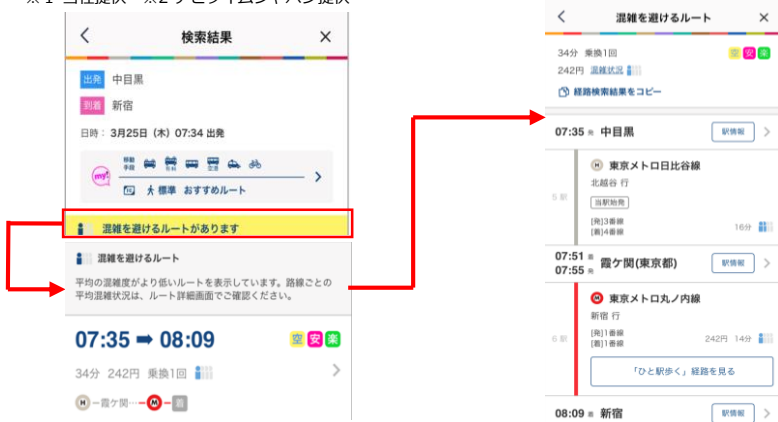 ※1 当社提供 ※2 ナビタイムジャパン提供
検索結果
出発 中目黒
到着 新宿
日時： 3月25日（木）07:34 出発
my!
移動手段
標準 おすすめルート
混雑を避けるルートがあります
混雑を避けるルート
平均の混雑度がより低いルートを表示しています。路線ごとの
平均混雑状況は、ルート詳細画面でご確認ください。
07:35 ➡ 08:09
空 安 楽
34分 242円 乗換1回
H 霞ケ関 M 着
混雑を避けるルート
34分 乗換1回
空 安 楽
242円 混雑状況
経路検索結果をコピー
07:35 発 中目黒 駅情報
H 東京メトロ日比谷線
北越谷 行
5駅 当駅始発
[発]3番線
[着]4番線
16分
07:51 着
07:55 発
霞ケ関(東京都) 駅情報
M 東京メトロ丸ノ内線
新宿 行
6駅
[発]1番線
[着]1番線
242円 14分
「ひと駅歩く」経路を見る
08:09 着 新宿 駅情報